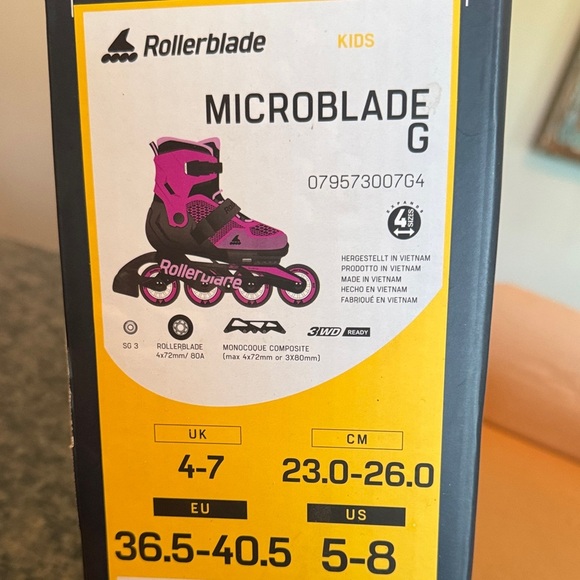 Rollerblade KIDS
MICROBLADE
G
079573007G4
EXPANDS
4 SIZES
HERGESTELLT IN VIETNAM
PRODOTTO IN VIETNAM
MADE IN VIETNAM
HECHO EN VIETNAM
FABRIQUÉ EN VIETNAM
Rollerblade
3WD READY
SG 3 ROLLERBLADE MONOCOQUE COMPOSITE
4x72mm/ 80A (max 4x72mm or 3X80mm)
UK CM
4-7 23.0-26.0
EU US
36.5-40.5 5-8